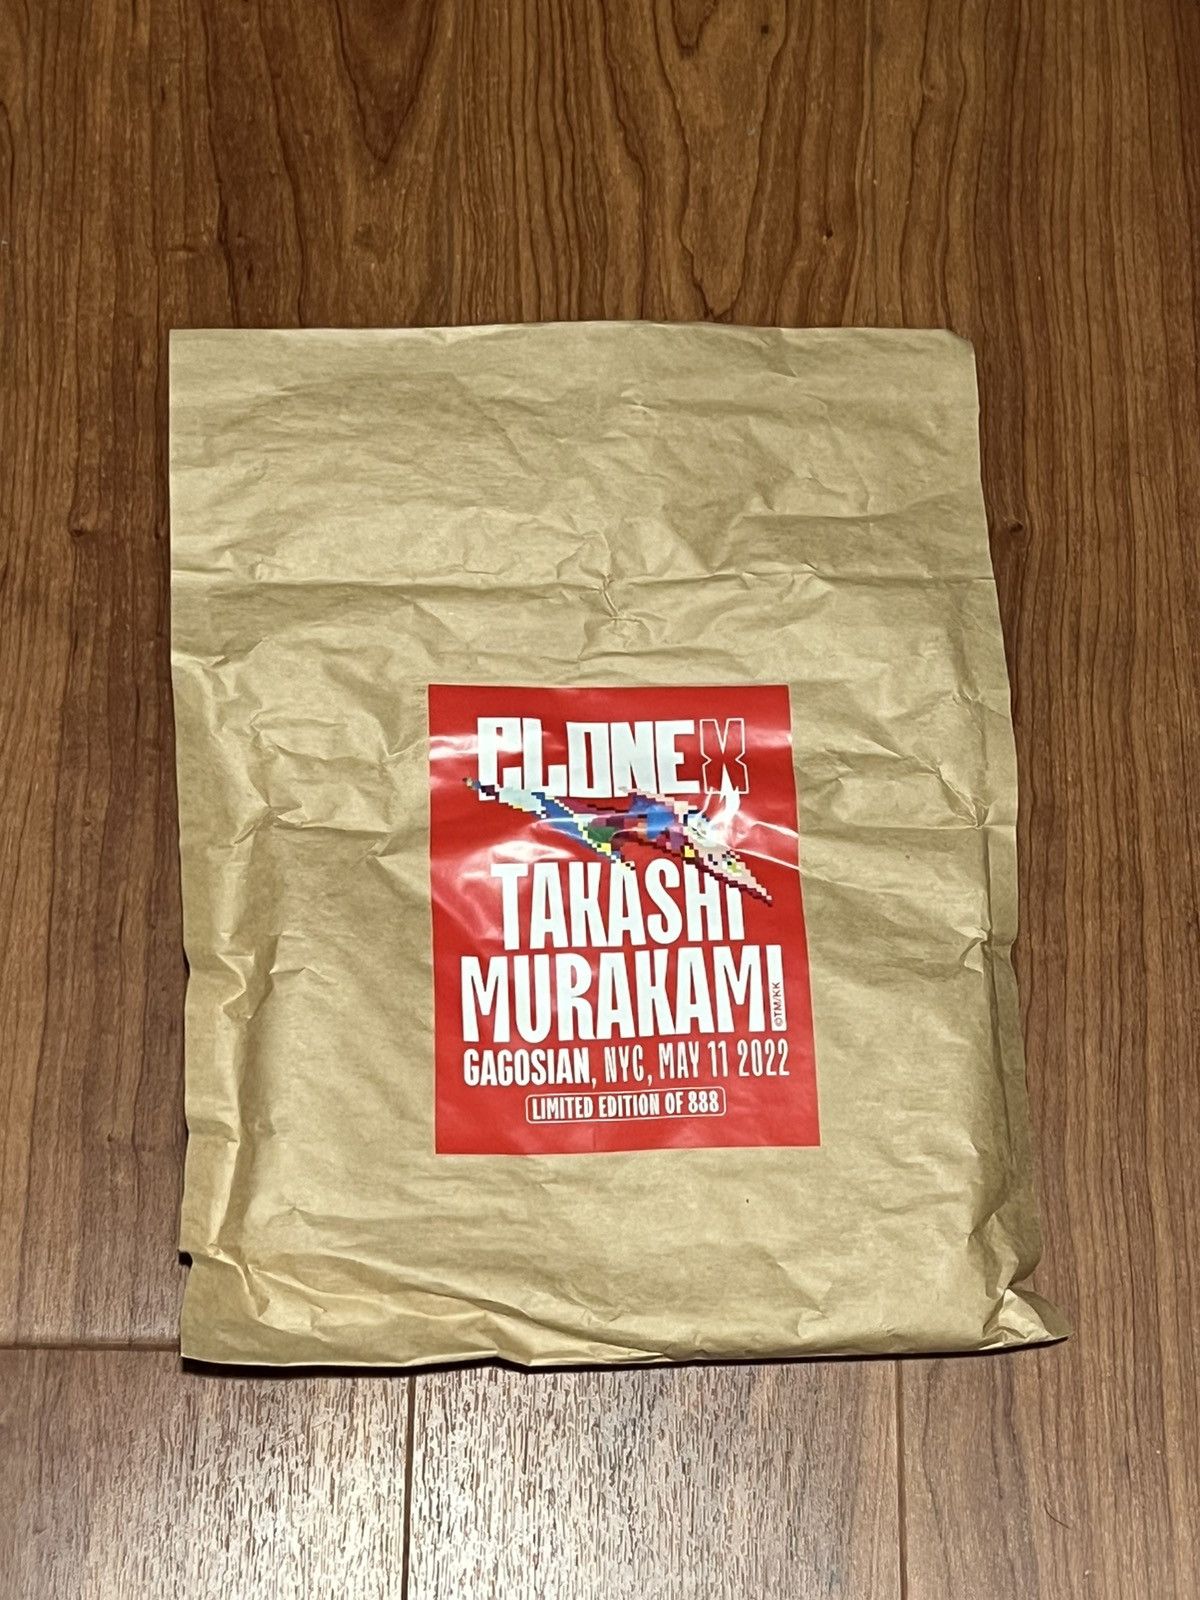 CLONE X
TAKASHI
MURAKAMI
©TM/KK
GAGOSIAN, NYC, MAY 11 2022
LIMITED EDITION OF 888